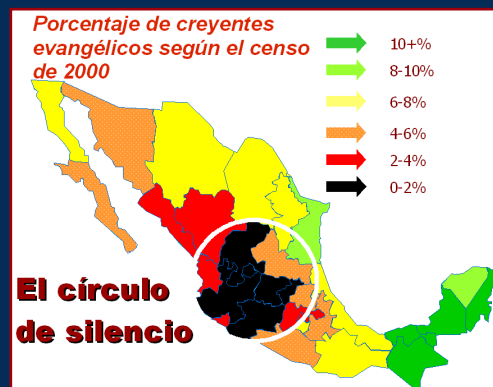 Porcentaje de creyentes
evangélicos según el censo
de 2000
10+%
8-10%
6-8%
4-6%
2-4%
0-2%
El círculo
de silencio